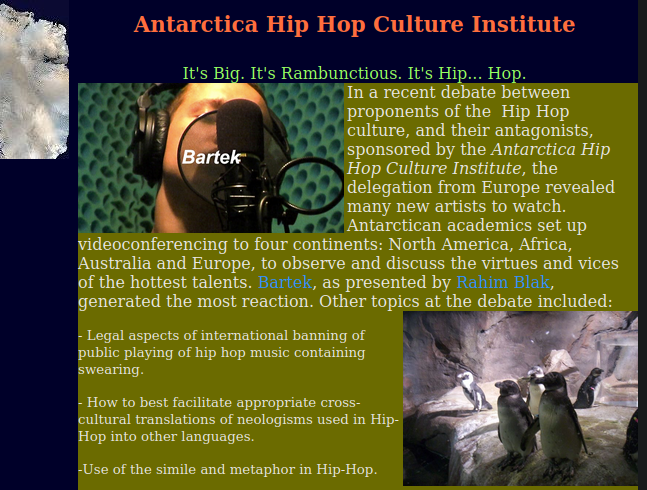 Antarctica Hip Hop Culture Institute
It's Big. It's Rambunctious. It's Hip... Hop.
Bartek
In a recent debate between
proponents of the  Hip Hop
culture, and their antagonists,
sponsored by the Antarctica Hip
Hop Culture Institute, the
delegation from Europe revealed
many new artists to watch.
Antarctican academics set up
videoconferencing to four continents: North America, Africa,
Australia and Europe, to observe and discuss the virtues and vices
of the hottest talents. Bartek, as presented by Rahim Blak,
generated the most reaction. Other topics at the debate included:
- Legal aspects of international banning of
public playing of hip hop music containing
swearing.
- How to best facilitate appropriate cross-
cultural translations of neologisms used in Hip-
Hop into other languages.
-Use of the simile and metaphor in Hip-Hop.